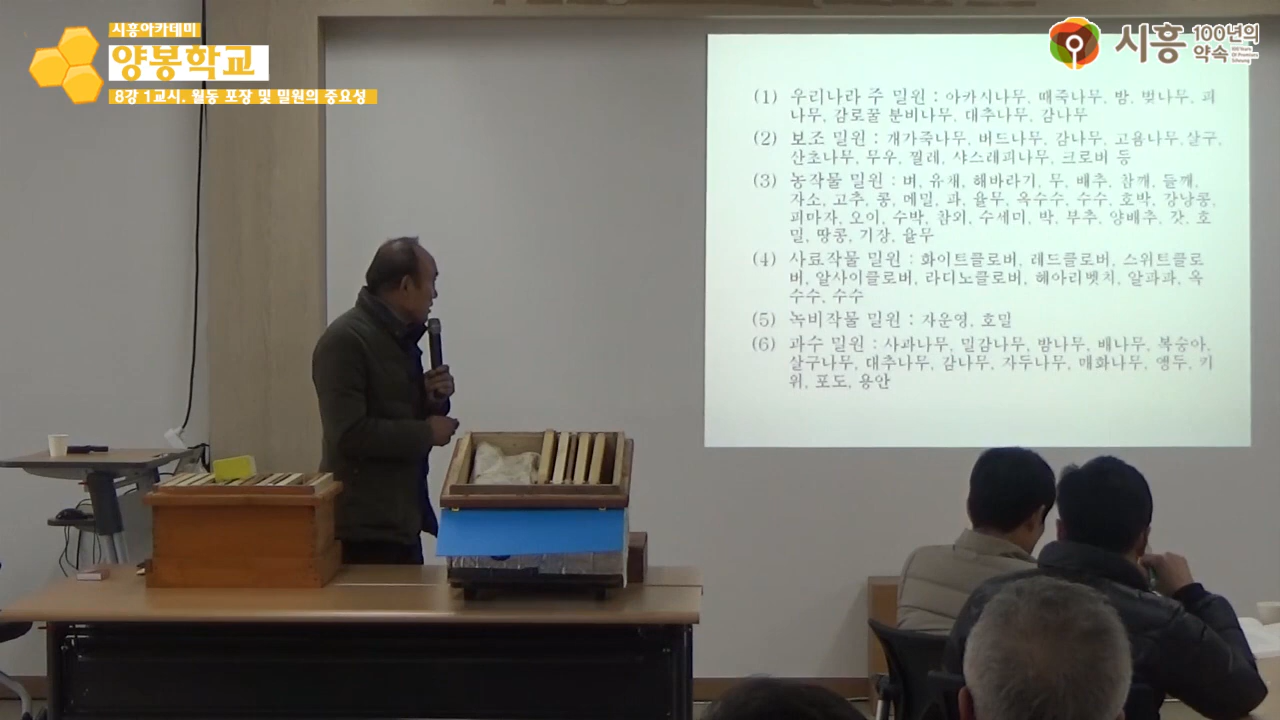 시흥아카데미
양봉학교
8강 1교시. 월동 포장 및 밀원의 중요성
시흥 100년의 약속
(1) 우리나라 주 밀원 : 아카시나무, 때죽나무, 밤, 벚나무, 피
나무, 감로꿀 분비나무, 대추나무, 감나무
(2) 보조 밀원 : 개가죽나무, 버드나무, 감나무, 고욤나무,살구,
산초나무, 무우, 찔레, 샤스레피나무, 크로버 등
(3) 농작물 밀원 : 벼, 유채, 해바라기, 무, 배추, 참깨, 들깨,
자소, 고추, 콩, 메밀, 파, 율무, 옥수수, 수수, 호박, 강낭콩,
피마자, 오이, 수박, 참외, 수세미, 박, 부추, 양배추, 갓, 호
밀, 땅콩, 기장, 율무
(4) 사료작물 밀원 : 화이트클로버, 레드클로버, 스위트클로
버, 알사이클로버, 라디노클로버, 헤아리벳치, 알파파, 옥
수수, 수수
(5) 녹비작물 밀원 : 자운영, 호밀
(6) 과수 밀원 : 사과나무, 밀감나무, 밤나무, 배나무, 복숭아,
살구나무, 대추나무, 감나무, 자두나무, 매화나무, 앵두, 키
위, 포도, 용안